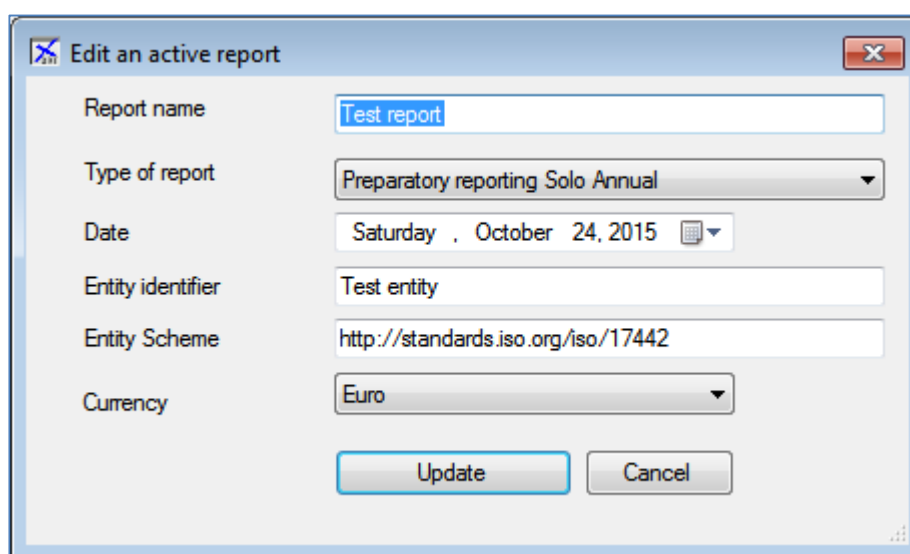 Edit an active report
Report name Test report
Type of report Preparatory reporting Solo Annual
Date Saturday , October 24, 2015
Entity identifier Test entity
Entity Scheme http://standards.iso.org/iso/17442
Currency Euro
Update Cancel